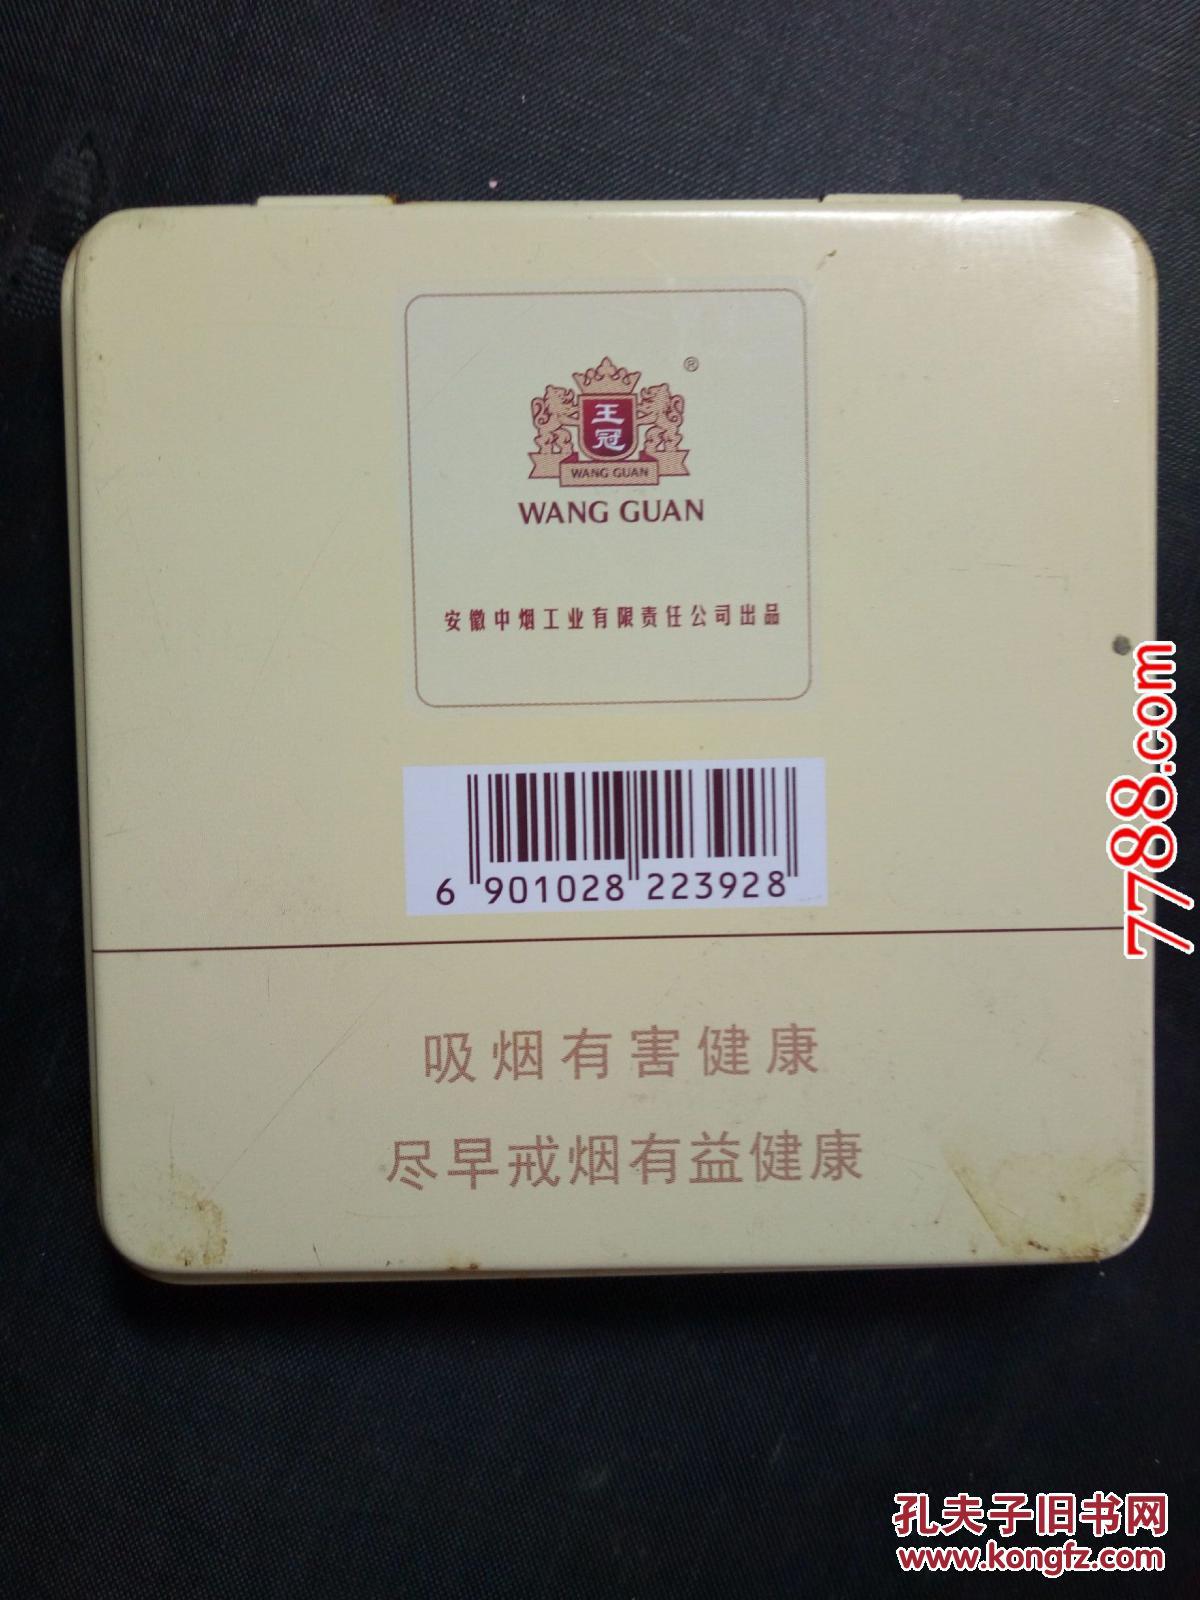 ®
王
冠
WANG GUAN
WANG GUAN
安徽中烟工业有限责任公司出品
6 901028 223928
吸烟有害健康
尽早戒烟有益健康
7788.com
孔夫子旧书网
www.kongfz.com